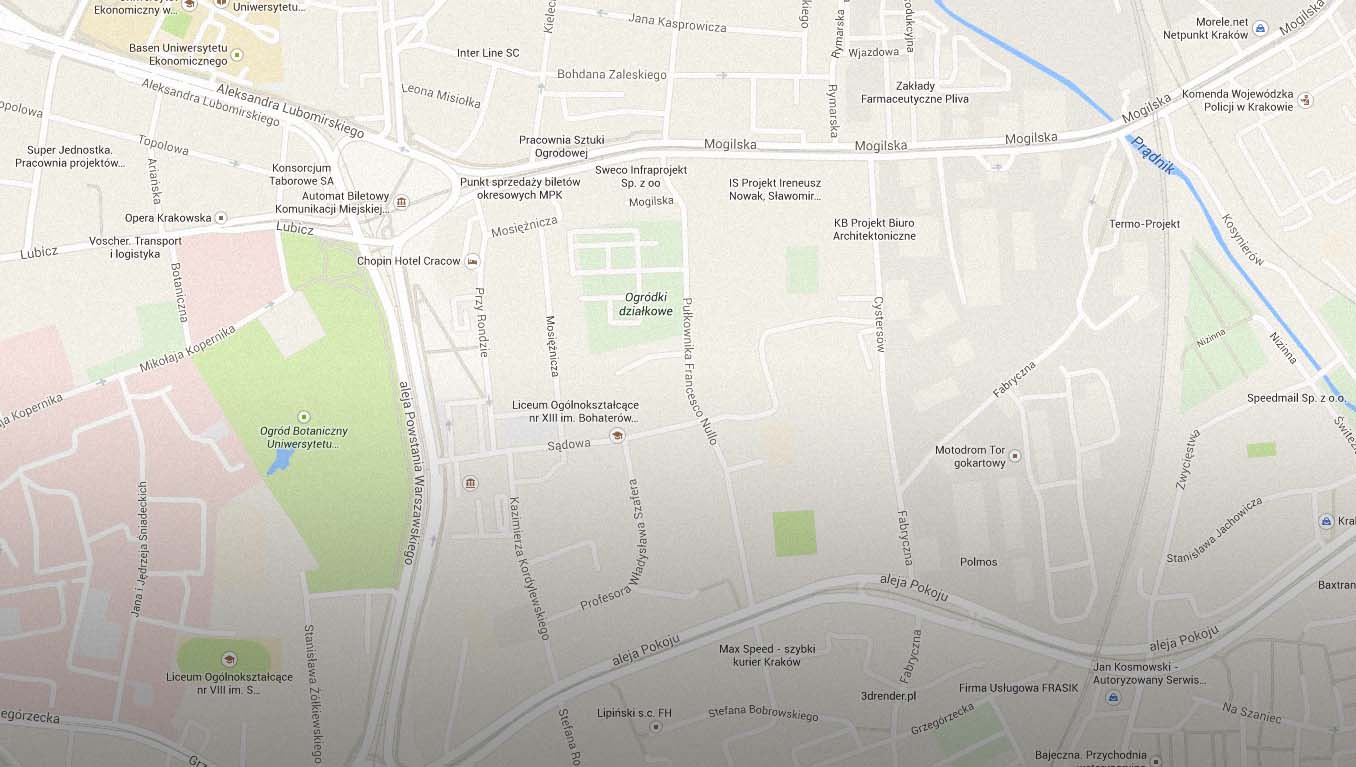 Uniwersytet
Ekonomiczny w...
Uniwersytetu...
Basen Uniwersytetu
Ekonomicznego
Inter Line SC
Jana Kasprowicza
Wjazdowa
Rymarska
Rymarska
Morele.net
Netpunkt Kraków
Mogilska
Bohdana Zaleskiego
Leona Misiołka
Zakłady
Farmaceutyczne Pliva
Komenda Wojewódzka
Policji w Krakowie
Aleksandra Lubomirskiego
Aleksandra Lubomirskiego
Topolowa
Topolowa
Super Jednostka.
Pracownia projektów...
Ariańska
Konsorcjum
Taborowe SA
Automat Biletowy
Komunikacji Miejskiej...
Pracownia Sztuki
Ogrodowej
Mogilska
Mogilska
Mogilska
Mogilska
Prądnik
Punkt sprzedaży biletów
okresowych MPK
Sweco Infraprojekt
Sp. z oo
Mogilska
IS Projekt Ireneusz
Nowak, Sławomir...
KB Projekt Biuro
Architektoniczne
Termo-Projekt
Kosynierów
Opera Krakowska
Lubicz
Lubicz
Voscher. Transport
i logistyka
Botaniczna
Mosiężnicza
Chopin Hotel Cracow
Przy Rondzie
Mosiężnicza
Ogródki
działkowe
Pułkownika Francesco Nullo
Cystersów
Nizinna
Nizinna
Mikołaja Kopernika
Fabryczna
Speedmail Sp. z o.o.
aleja Powstania Warszawskiego
Liceum Ogólnokształcące
nr XIII im. Bohaterów...
Sądowa
Ogród Botaniczny
Uniwersytetu...
Motodrom Tor
gokartowy
Zwycięstwa
Jana i Jędrzeja Śniadeckich
Kazimierza Kordylewskiego
Profesora Władysława Szafera
Fabryczna
Polmos
Stanisława Jachowicza
aleja Pokoju
aleja Pokoju
aleja Pokoju
Stanisława Żółkiewskiego
Liceum Ogólnokształcące
nr VIII im. S...
Max Speed - szybki
kurier Kraków
Fabryczna
Jan Kosmowski -
Autoryzowany Serwis...
3drender.pl
Firma Usługowa FRASIK
Lipiński s.c. FH
Stefana Bobrowskiego
Grzegórzecka
Na Szaniec
Bajeczna. Przychodnia